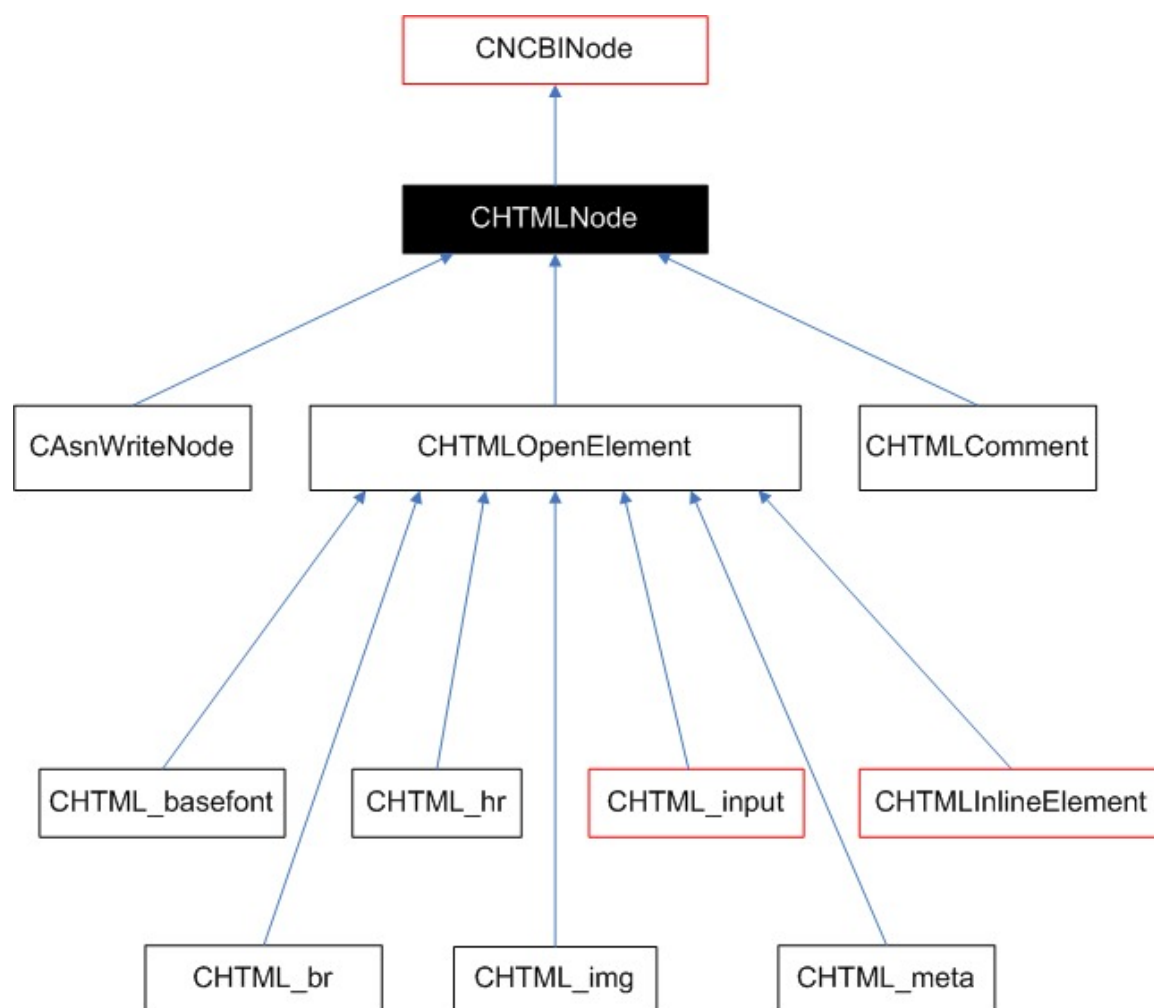 CNCBINode
CHTMLNode
CAsnWriteNode
CHTMLOpenElement
CHTMLComment
CHTML_basefont
CHTML_hr
CHTML_input
CHTMLInlineElement
CHTML_br
CHTML_img
CHTML_meta